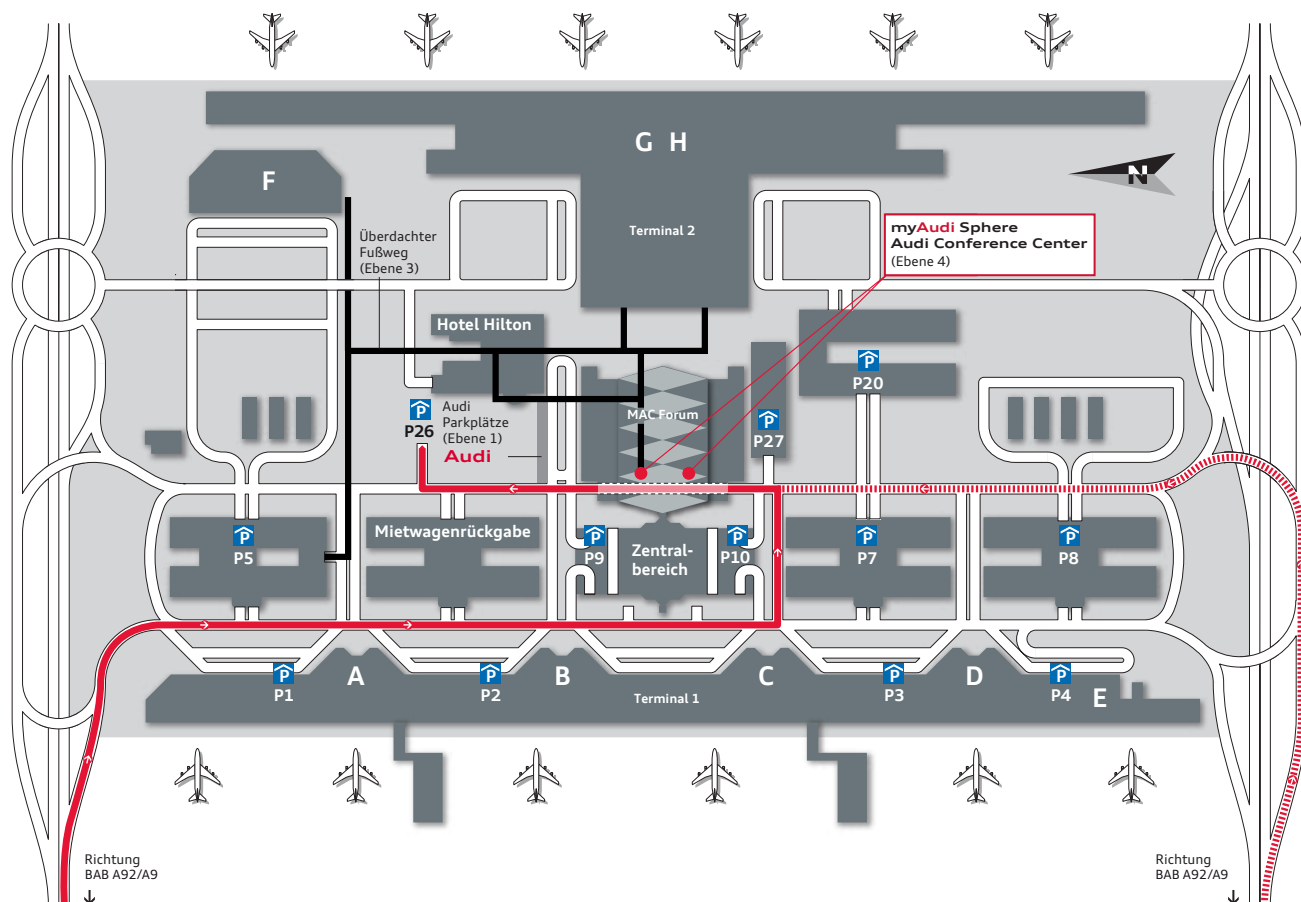 G H
F
N
Terminal 2
myAudi Sphere
Audi Conference Center
(Ebene 4)
Überdachter
Fußweg
(Ebene 3)
Hotel Hilton
P
P20
P
P26
Audi
Parkplätze
(Ebene 1)
Audi
MAC Forum
P
P27
P
P5
Mietwagenrückgabe
P
P9
Zentral-
bereich
P
P10
P
P7
P
P8
A
B
C
D
E
P
P1
P
P2
Terminal 1
P
P3
P
P4
Richtung
BAB A92/A9
Richtung
BAB A92/A9